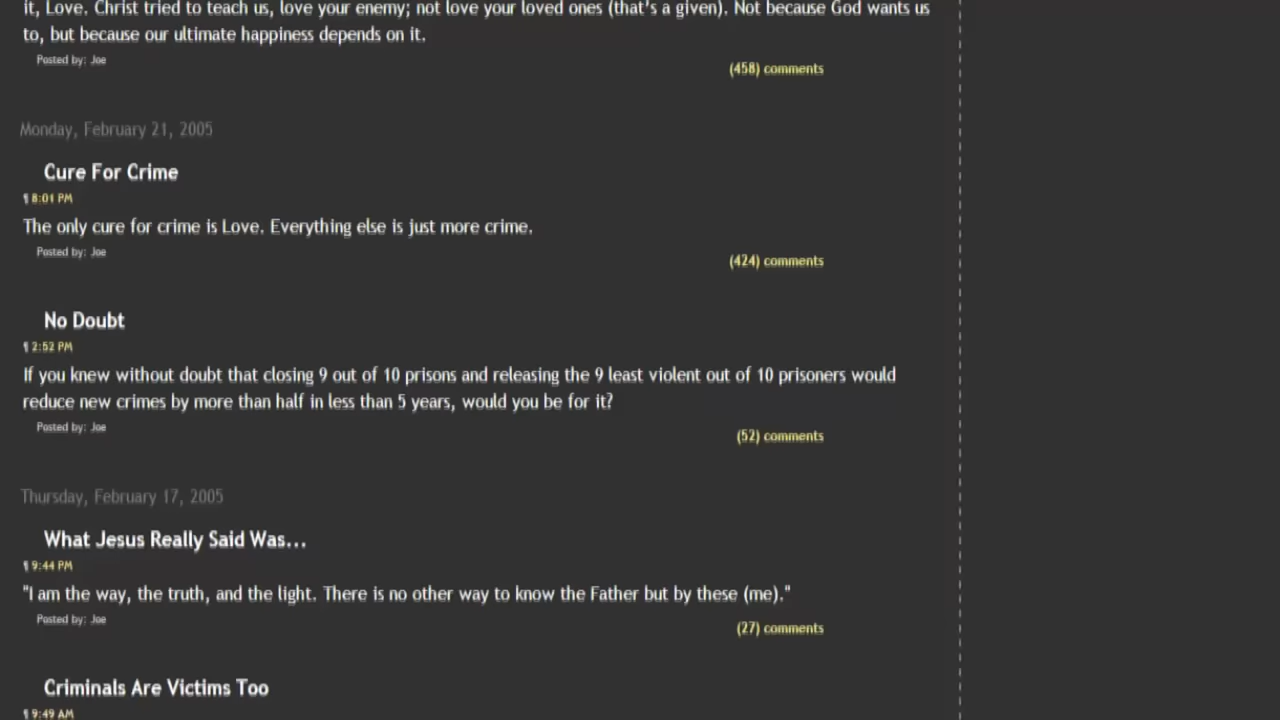 it, Love. Christ tried to teach us, love your enemy; not love your loved ones (that's a given). Not because God wants us
to, but because our ultimate happiness depends on it.
Posted by: Joe
(458) comments
Monday, February 21, 2005
Cure For Crime
¶ 8:01 PM
The only cure for crime is Love. Everything else is just more crime.
Posted by: Joe
(424) comments
No Doubt
¶ 2:52 PM
If you knew without doubt that closing 9 out of 10 prisons and releasing the 9 least violent out of 10 prisoners would
reduce new crimes by more than half in less than 5 years, would you be for it?
Posted by: Joe
(52) comments
Thursday, February 17, 2005
What Jesus Really Said Was...
¶ 9:44 PM
"I am the way, the truth, and the light. There is no other way to know the Father but by these (me)."
Posted by: Joe
(27) comments
Criminals Are Victims Too
¶ 9:49 AM